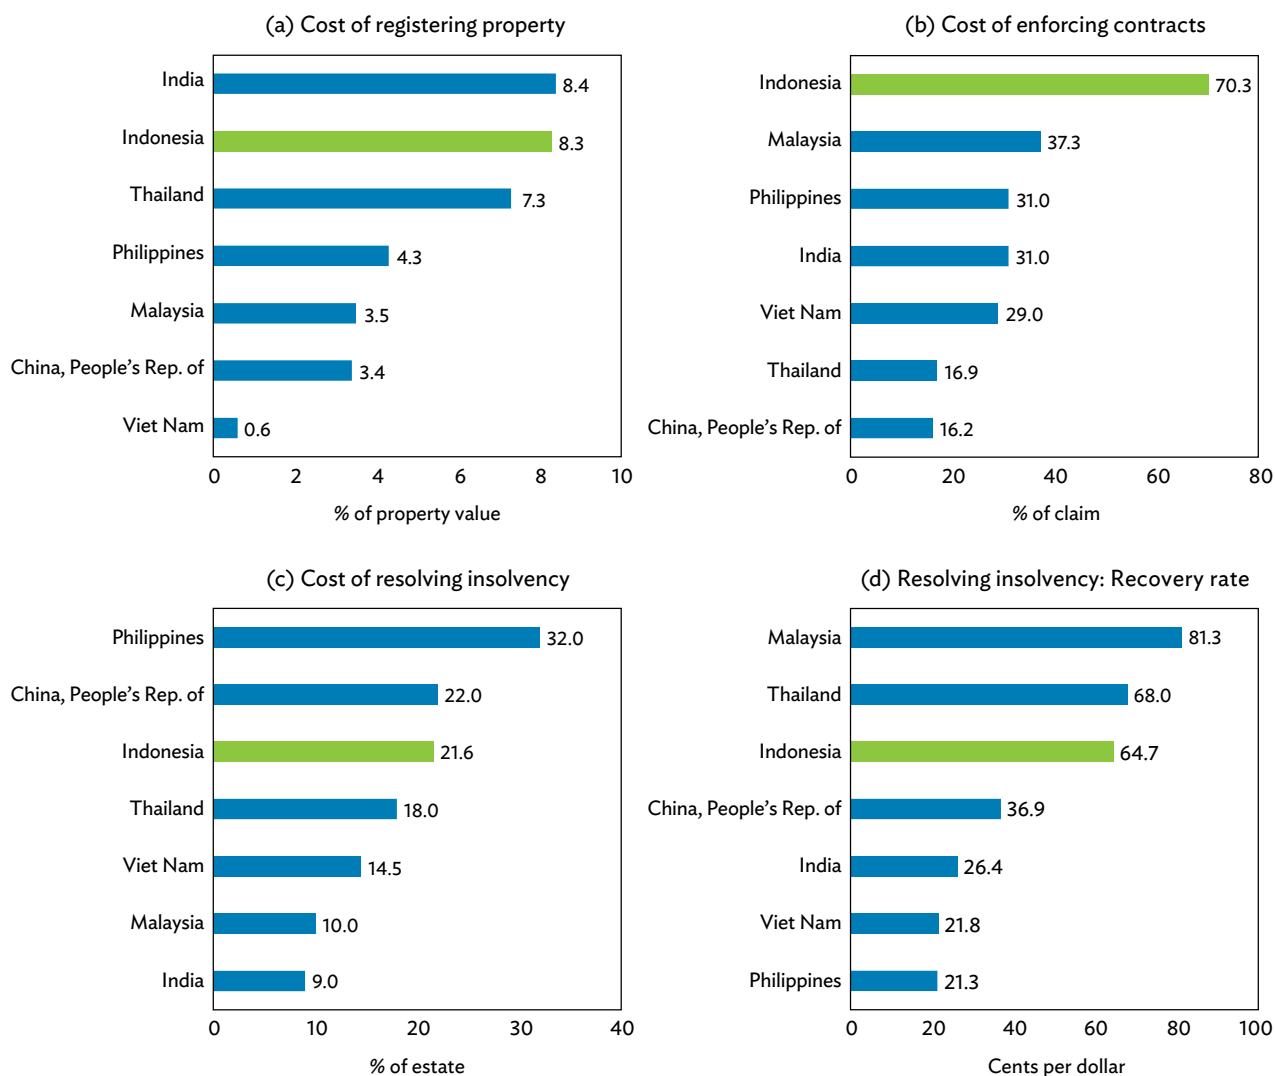 (a) Cost of registering property
India 8.4
Indonesia 8.3
Thailand 7.3
Philippines 4.3
Malaysia 3.5
China, People’s Rep. of 3.4
Viet Nam 0.6
0 2 4 6 8 10
% of property value
(b) Cost of enforcing contracts
Indonesia 70.3
Malaysia 37.3
Philippines 31.0
India 31.0
Viet Nam 29.0
Thailand 16.9
China, People’s Rep. of 16.2
0 20 40 60 80
% of claim
(c) Cost of resolving insolvency
Philippines 32.0
China, People’s Rep. of 22.0
Indonesia 21.6
Thailand 18.0
Viet Nam 14.5
Malaysia 10.0
India 9.0
0 10 20 30 40
% of estate
(d) Resolving insolvency: Recovery rate
Malaysia 81.3
Thailand 68.0
Indonesia 64.7
China, People’s Rep. of 36.9
India 26.4
Viet Nam 21.8
Philippines 21.3
0 20 40 60 80 100
Cents per dollar